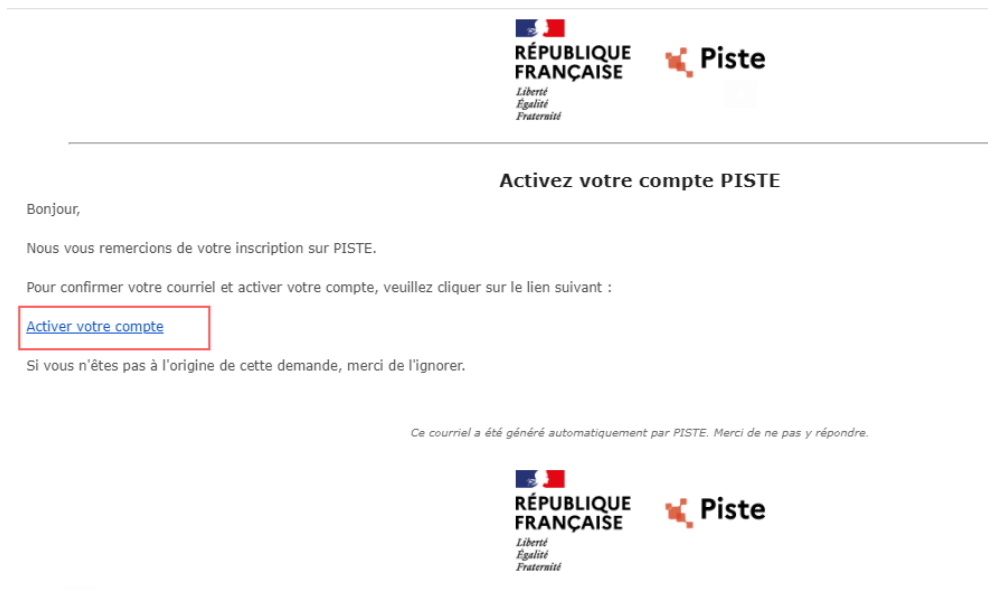 RÉPUBLIQUE
FRANÇAISE
Liberté
Égalité
Fraternité
Piste
Activez votre compte PISTE
Bonjour,
Nous vous remercions de votre inscription sur PISTE.
Pour confirmer votre courriel et activer votre compte, veuillez cliquer sur le lien suivant :
Activer votre compte
Si vous n'êtes pas à l'origine de cette demande, merci de l'ignorer.
Ce courriel a été généré automatiquement par PISTE. Merci de ne pas y répondre.
RÉPUBLIQUE
FRANÇAISE
Liberté
Égalité
Fraternité
Piste